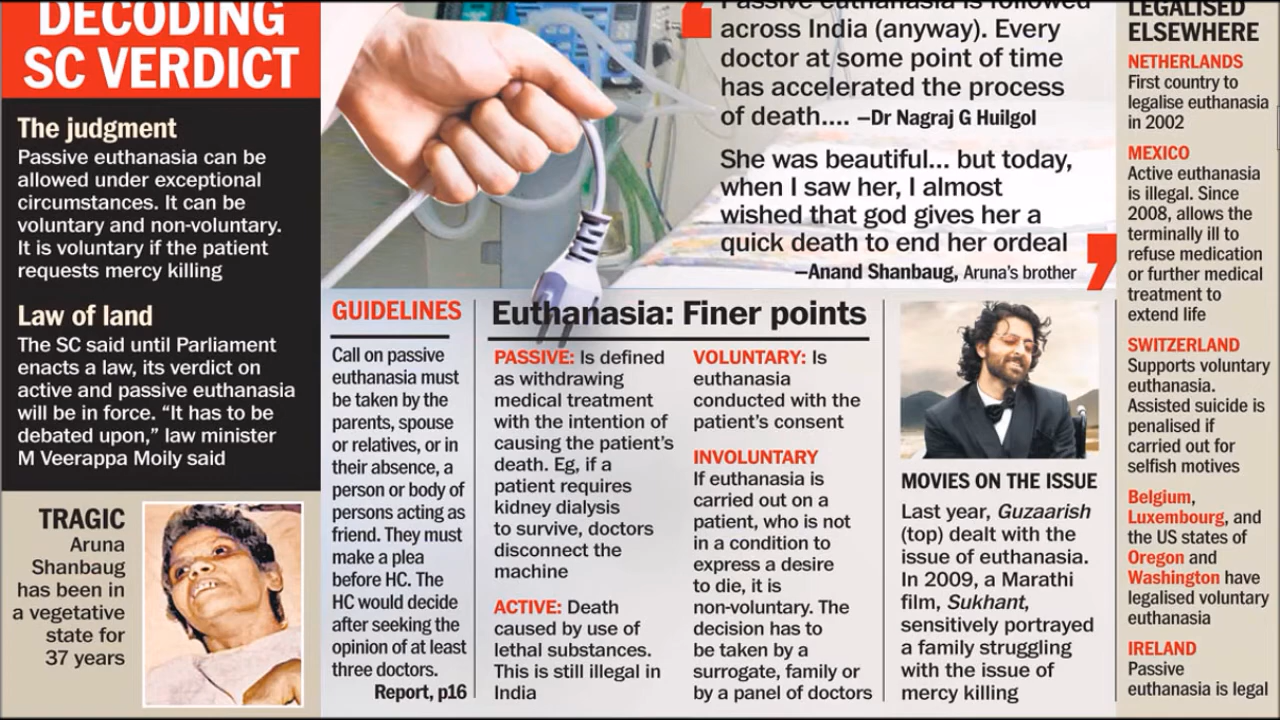 DECODING
SC VERDICT
The judgment
Passive euthanasia can be
allowed under exceptional
circumstances. It can be
voluntary and non-voluntary.
It is voluntary if the patient
requests mercy killing
Law of land
The SC said until Parliament
enacts a law, its verdict on
active and passive euthanasia
will be in force. “It has to be
debated upon,” law minister
M Veerappa Moily said
TRAGIC
Aruna
Shanbaug
has been in
a vegetative
state for
37 years
Passive euthanasia is followed
across India (anyway). Every
doctor at some point of time
has accelerated the process
of death.... —Dr Nagraj G Huilgol
She was beautiful... but today,
when I saw her, I almost
wished that god gives her a
quick death to end her ordeal
—Anand Shanbaug, Aruna’s brother
GUIDELINES
Call on passive
euthanasia must
be taken by the
parents, spouse
or relatives, or in
their absence, a
person or body of
persons acting as
friend. They must
make a plea
before HC. The
HC would decide
after seeking the
opinion of at least
three doctors.
Report, p16
Euthanasia: Finer points
PASSIVE: Is defined
as withdrawing
medical treatment
with the intention of
causing the patient’s
death. Eg, if a
patient requires
kidney dialysis
to survive, doctors
disconnect the
machine
ACTIVE: Death
caused by use of
lethal substances.
This is still illegal in
India
VOLUNTARY: Is
euthanasia
conducted with the
patient’s consent
INVOLUNTARY
If euthanasia is
carried out on a
patient, who is not
in a condition to
express a desire
to die, it is
non-voluntary. The
decision has to
be taken by a
surrogate, family or
by a panel of doctors
MOVIES ON THE ISSUE
Last year, Guzaarish
(top) dealt with the
issue of euthanasia.
In 2009, a Marathi
film, Sukhant,
sensitively portrayed
a family struggling
with the issue of
mercy killing
LEGALISED
ELSEWHERE
NETHERLANDS
First country to
legalise euthanasia
in 2002
MEXICO
Active euthanasia
is illegal. Since
2008, allows the
terminally ill to
refuse medication
or further medical
treatment to
extend life
SWITZERLAND
Supports voluntary
euthanasia.
Assisted suicide is
penalised if
carried out for
selfish motives
Belgium,
Luxembourg, and
the US states of
Oregon and
Washington have
legalised voluntary
euthanasia
IRELAND
Passive
euthanasia is legal